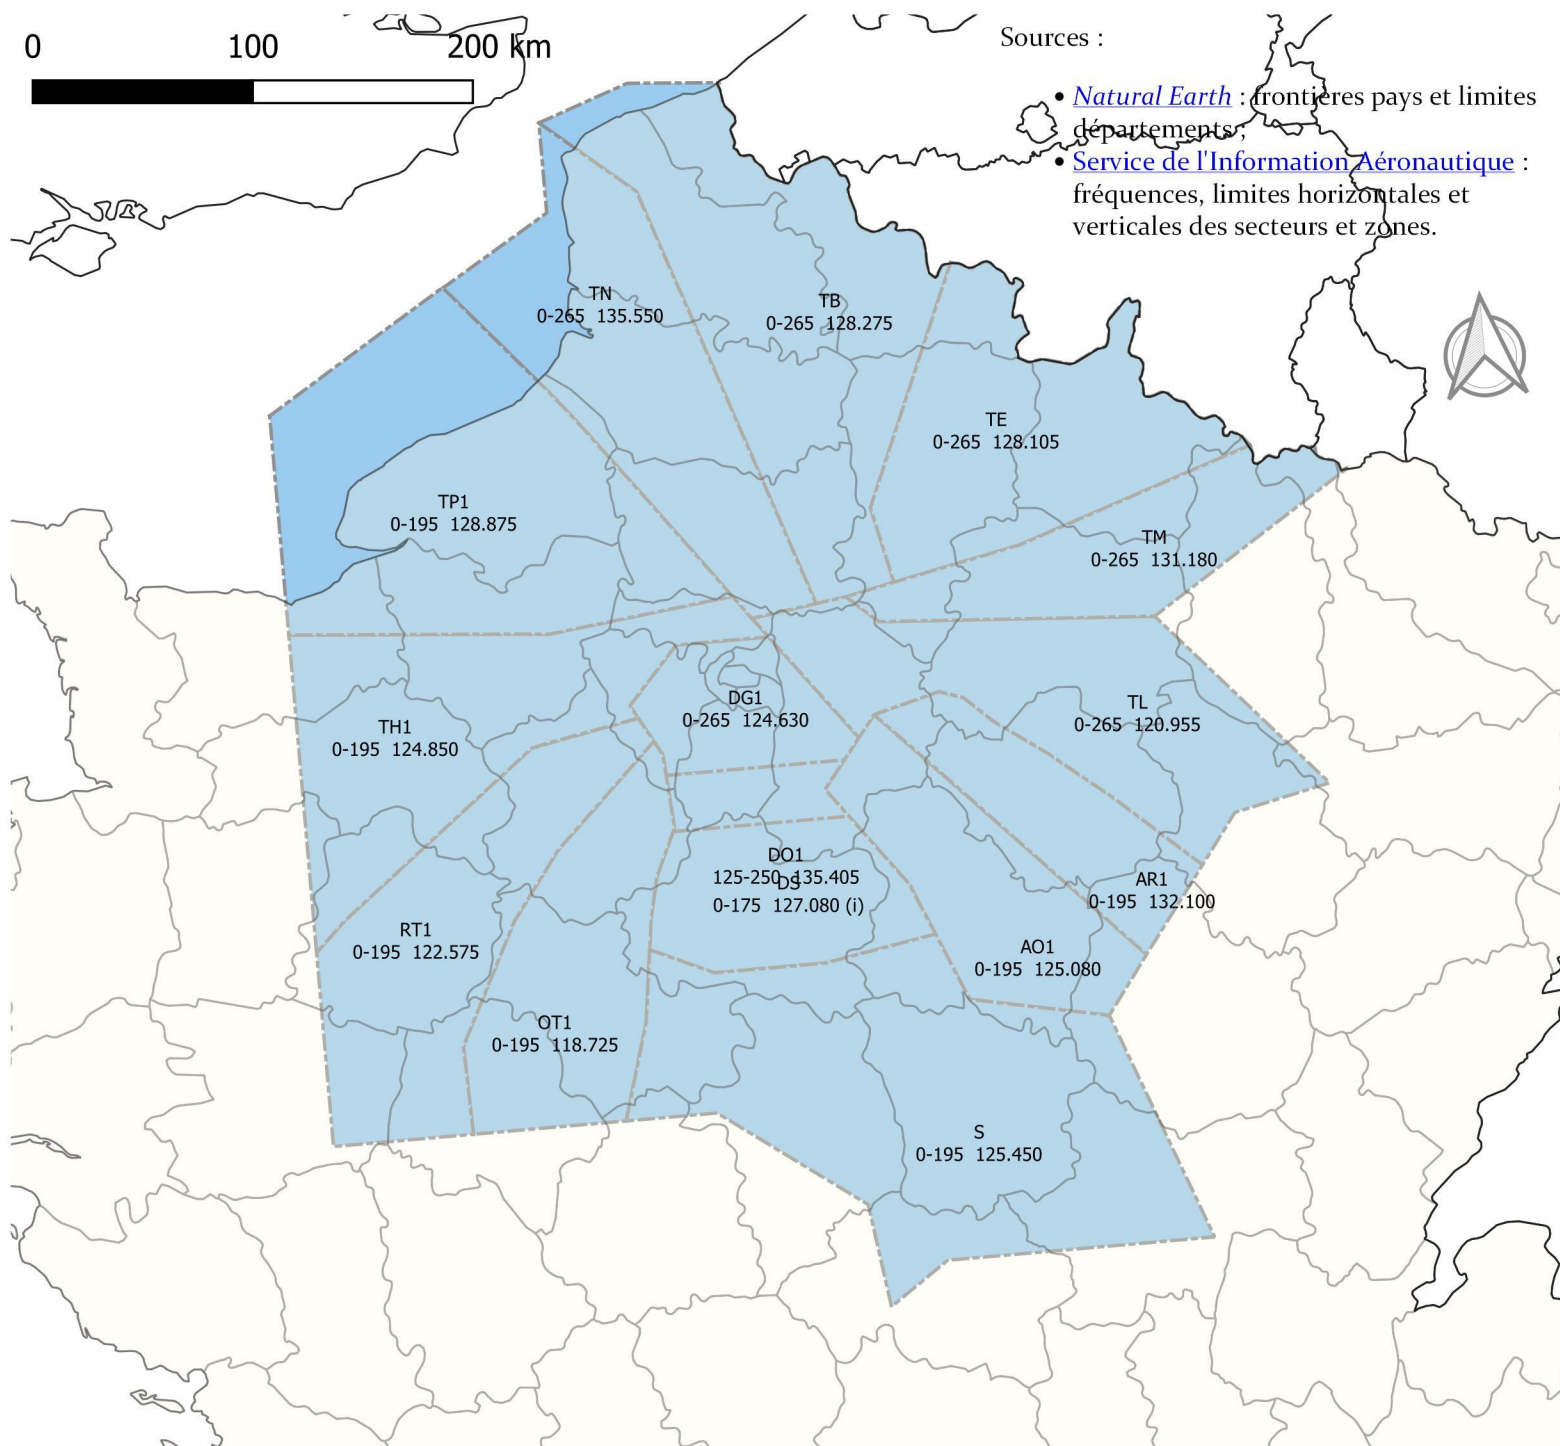 0 100 200 km
Sources :
• Natural Earth : frontières pays et limites
départements ;
• Service de l'Information Aéronautique :
fréquences, limites horizontales et
verticales des secteurs et zones.
TN
0-265 135.550
TB
0-265 128.275
TE
0-265 128.105
TP1
0-195 128.875
TM
0-265 131.180
DG1
0-265 124.630
TL
0-265 120.955
TH1
0-195 124.850
DO1
125-250 135.405
DS
0-175 127.080 (i)
AR1
0-195 132.100
RT1
0-195 122.575
AO1
0-195 125.080
OT1
0-195 118.725
S
0-195 125.450